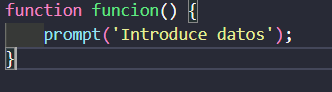 function funcion() {
    prompt('Introduce datos');
}